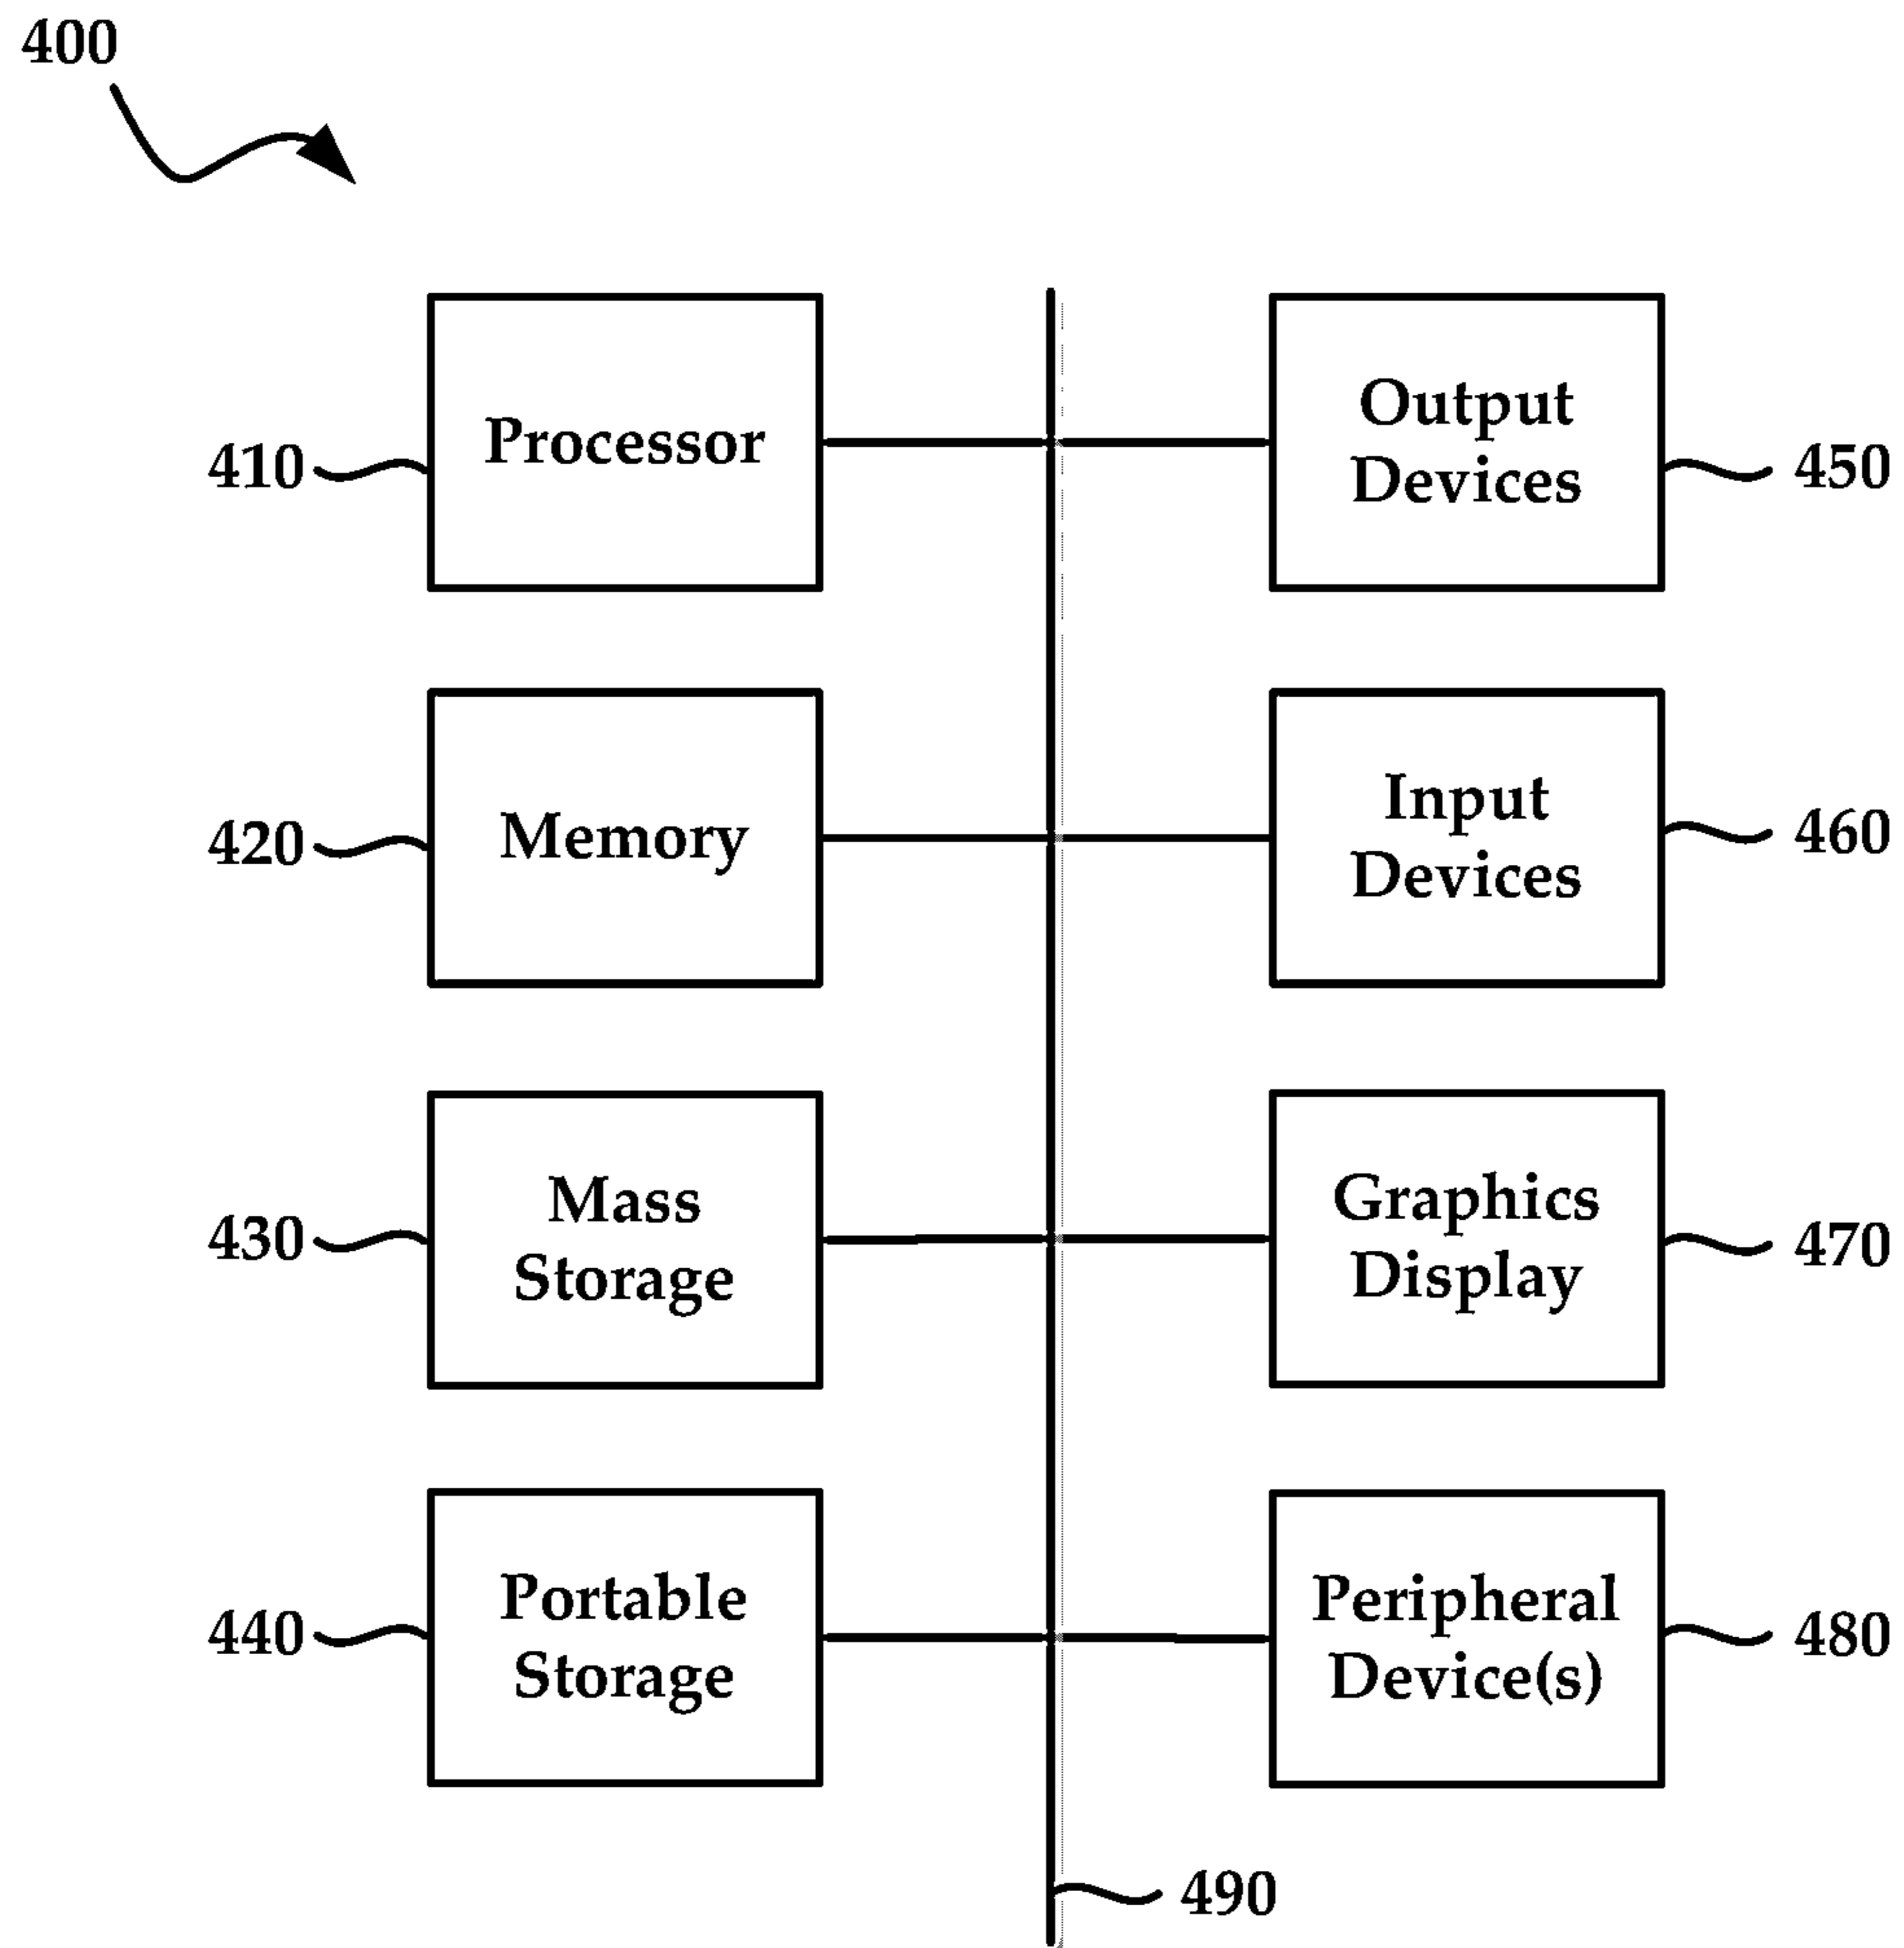 400
Processor
410
Output
Devices
450
Memory
420
Input
Devices
460
Mass
Storage
430
Graphics
Display
470
Portable
Storage
440
Peripheral
Device(s)
480
490